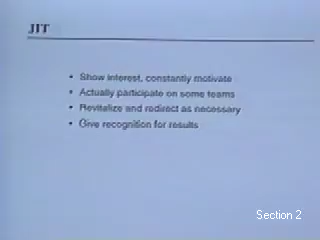 JIT
• Show interest, constantly motivate
• Actually participate on some teams
• Revitalize and redirect as necessary
• Give recognition for results
Section 2